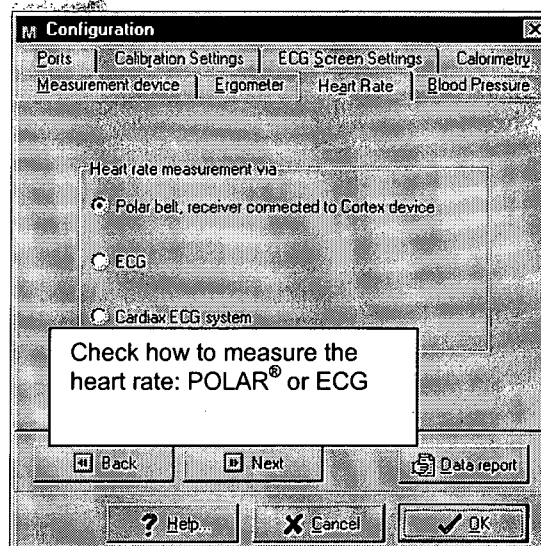 Configuration
Ports Calibration Settings ECG Screen Settings Calorimetry
Measurement device Ergometer Heart Rate Blood Pressure
Heart rate measurement via
Polar belt, receiver connected to Cortex device
ECG
Cardiax ECG system
Check how to measure the
heart rate: POLAR® or ECG
Back Next Data report
? Help... Cancel OK